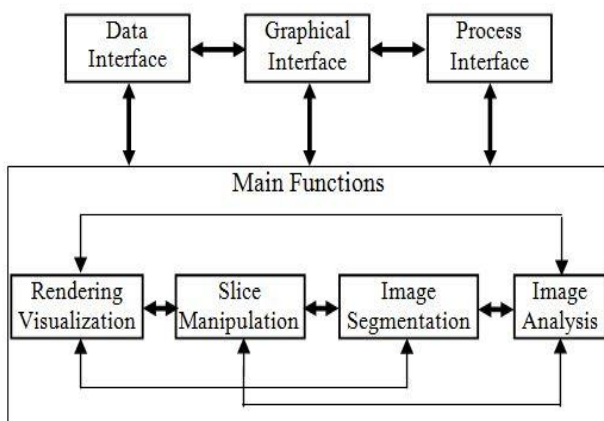 Data
Interface
Graphical
Interface
Process
Interface
Main Functions
Rendering
Visualization
Slice
Manipulation
Image
Segmentation
Image
Analysis